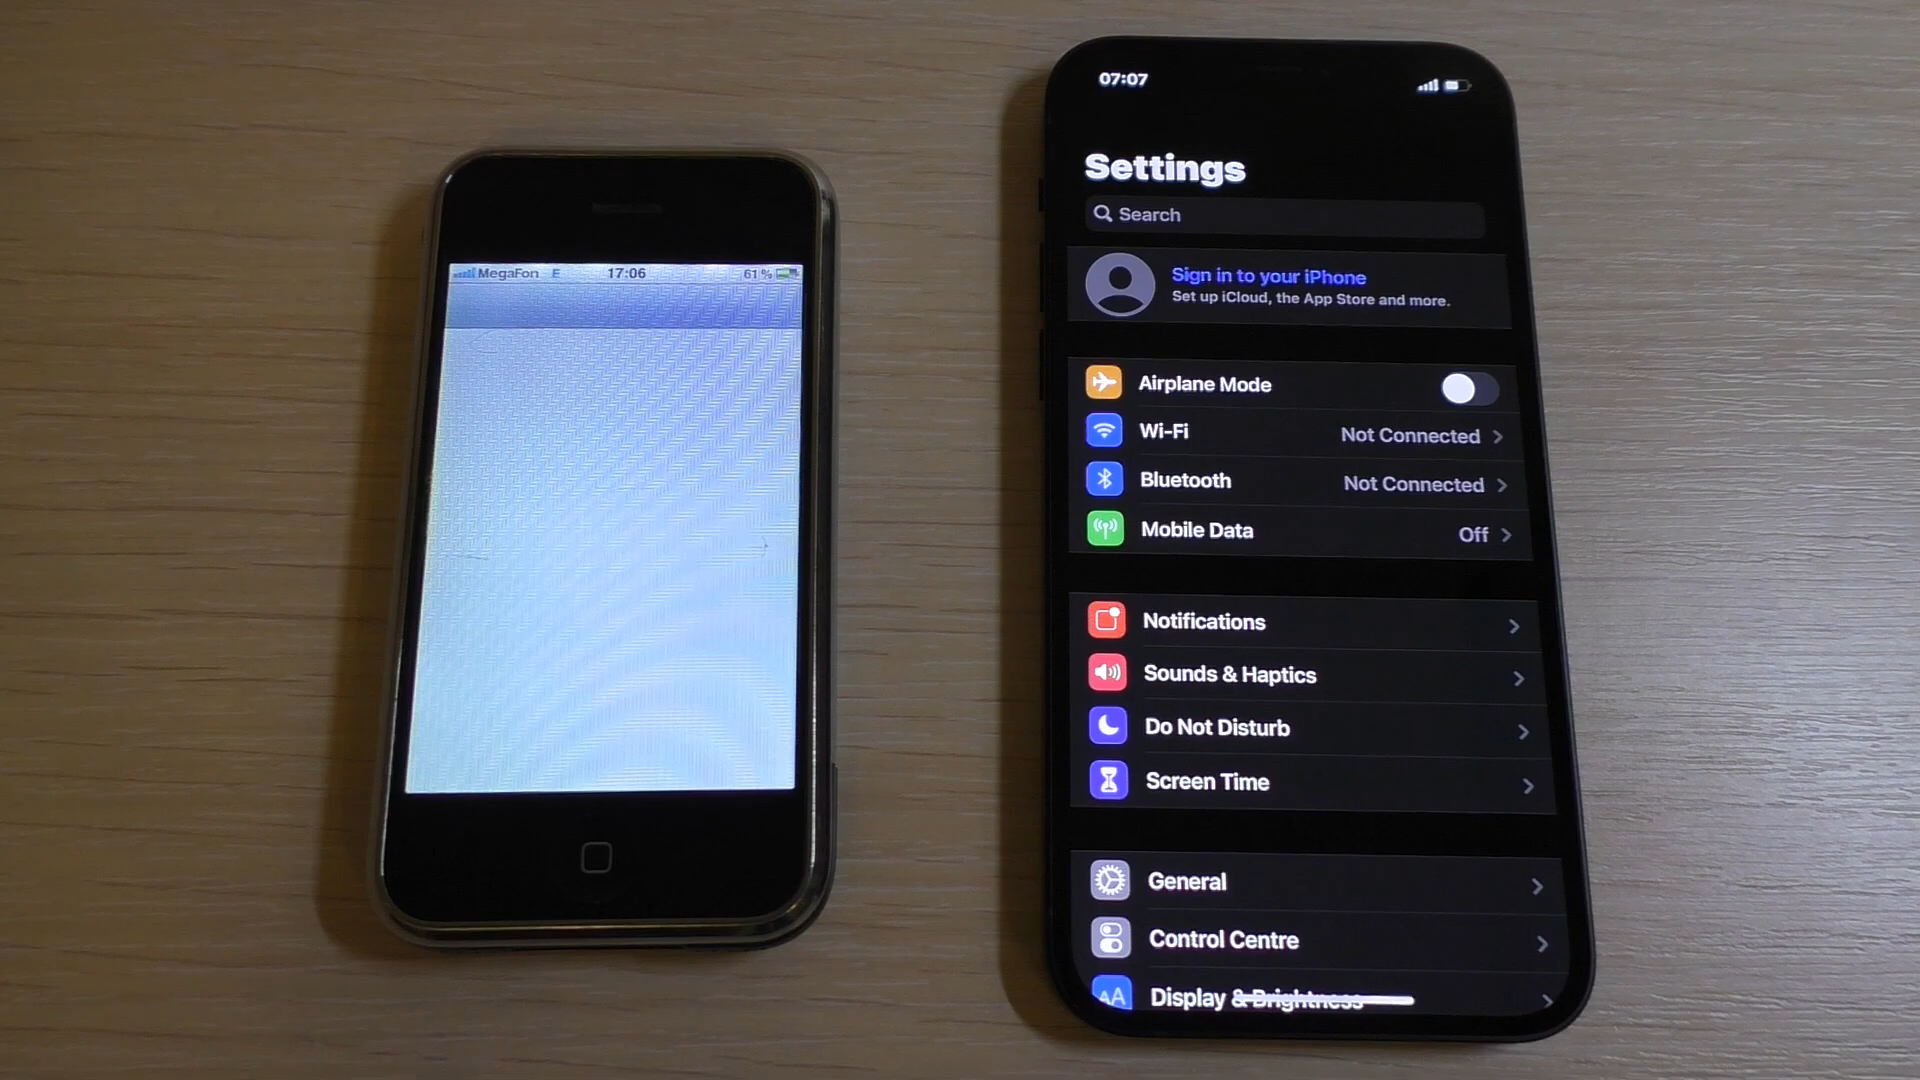 MegaFon E 17:06 61%
07:07
Settings
Search
Sign in to your iPhone
Set up iCloud, the App Store and more.
Airplane Mode
Wi-Fi Not Connected
Bluetooth Not Connected
Mobile Data Off
Notifications
Sounds & Haptics
Do Not Disturb
Screen Time
General
Control Centre
AA Display & Brightness